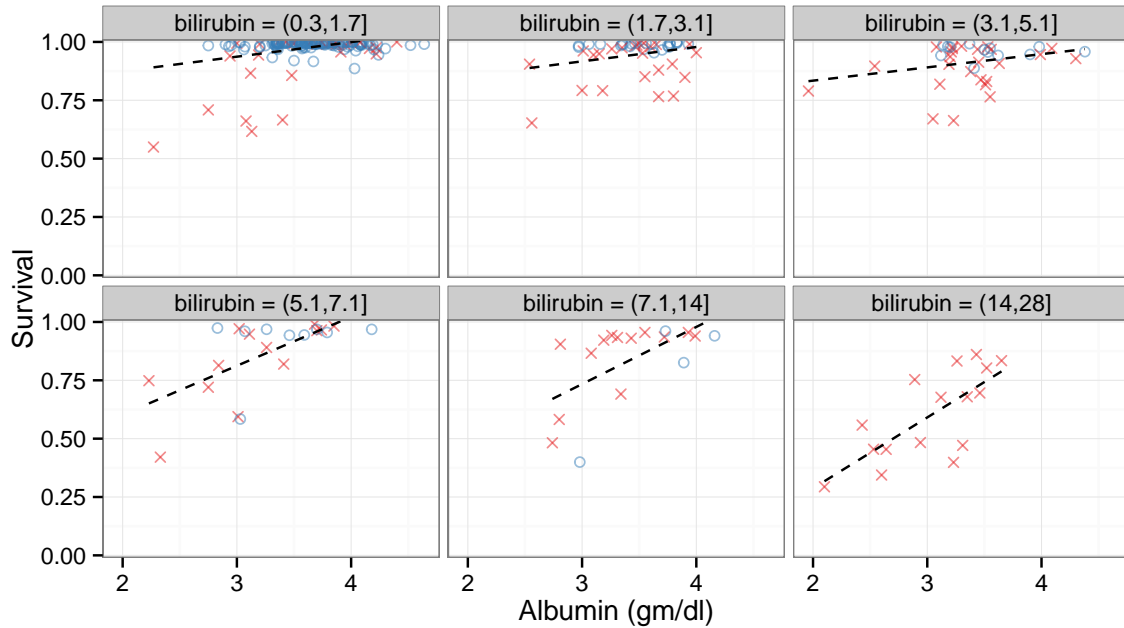 bilirubin = (0.3,1.7] bilirubin = (1.7,3.1] bilirubin = (3.1,5.1]
1.00
0.75
0.50
0.25
0.00
Survival
bilirubin = (5.1,7.1] bilirubin = (7.1,14] bilirubin = (14,28]
1.00
0.75
0.50
0.25
0.00
2 3 4 2 3 4 2 3 4
Albumin (gm/dl)